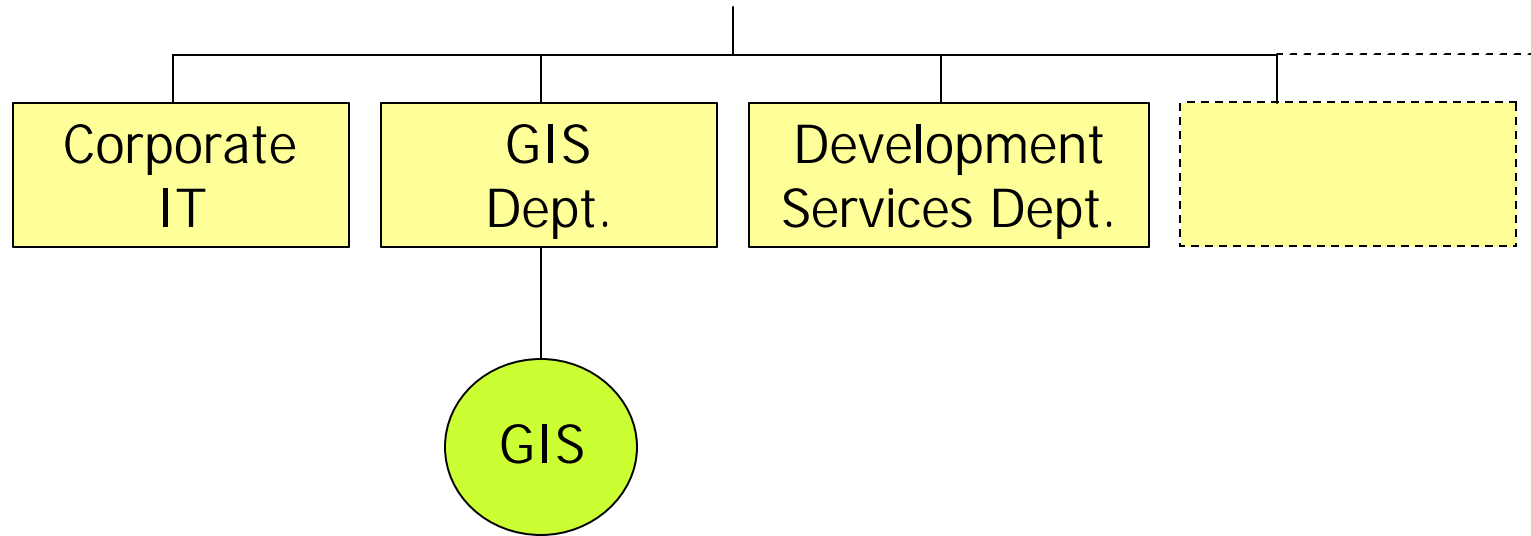 Corporate
IT
GIS
Dept.
Development
Services Dept.
GIS